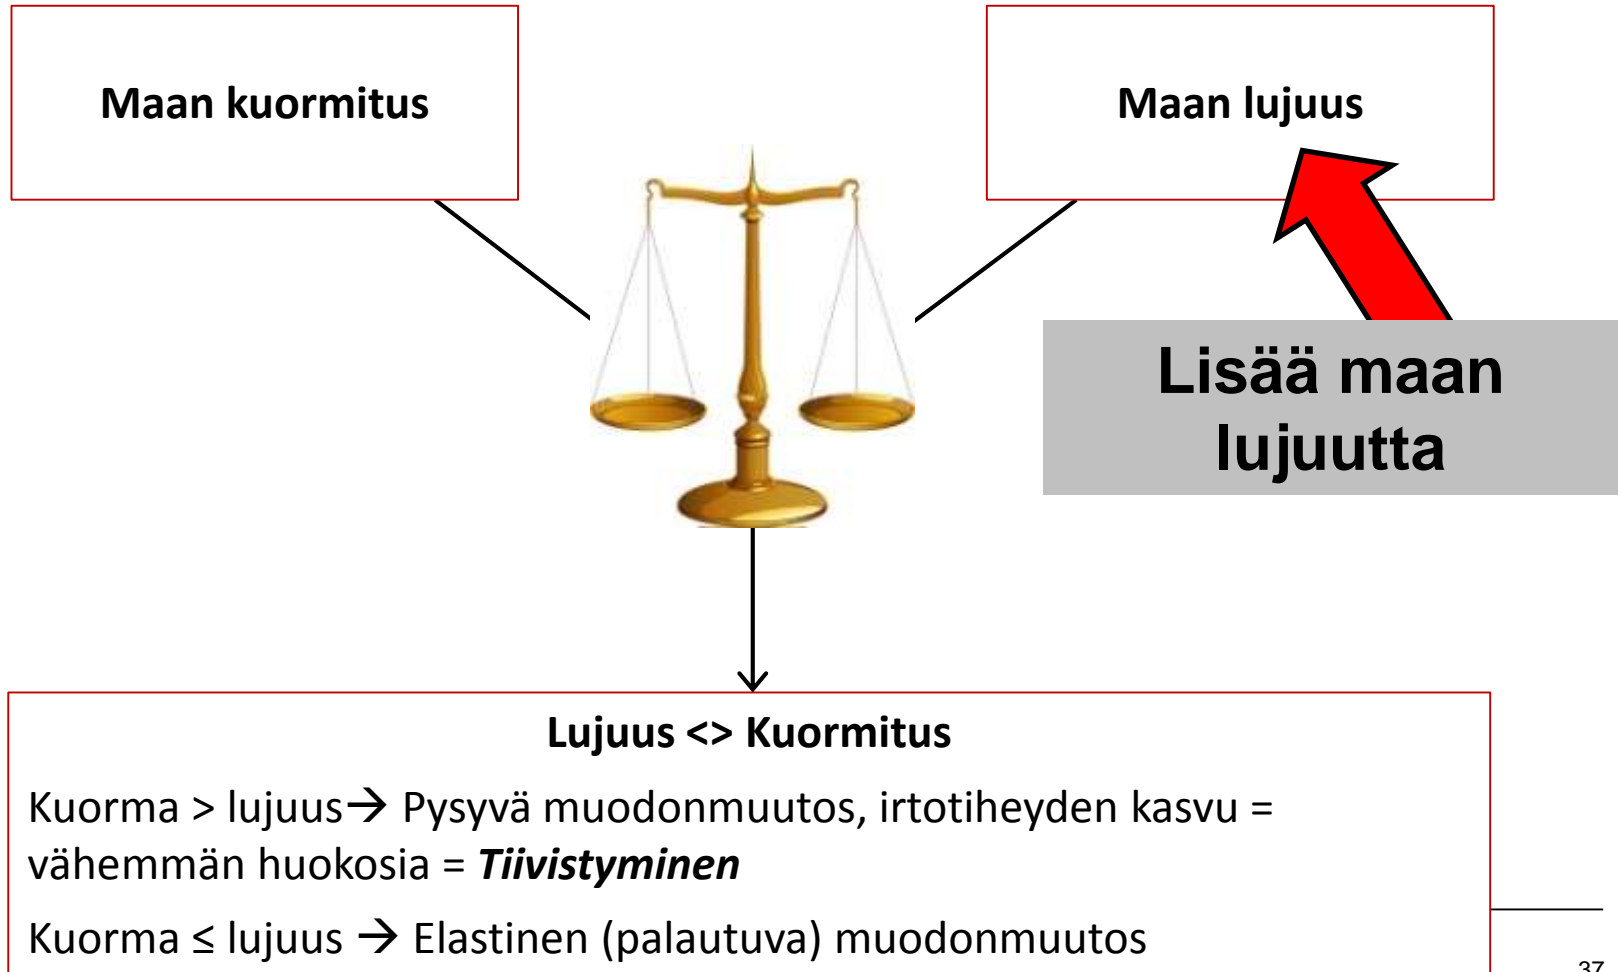 Maan kuormitus
Maan lujuus
Lisää maan
lujuutta
Lujuus <> Kuormitus
Kuorma > lujuus→ Pysyvä muodonmuutos, irtotiheyden kasvu =
vähemmän huokosia = Tiivistyminen
Kuorma ≤ lujuus → Elastinen (palautuva) muodonmuutos
37